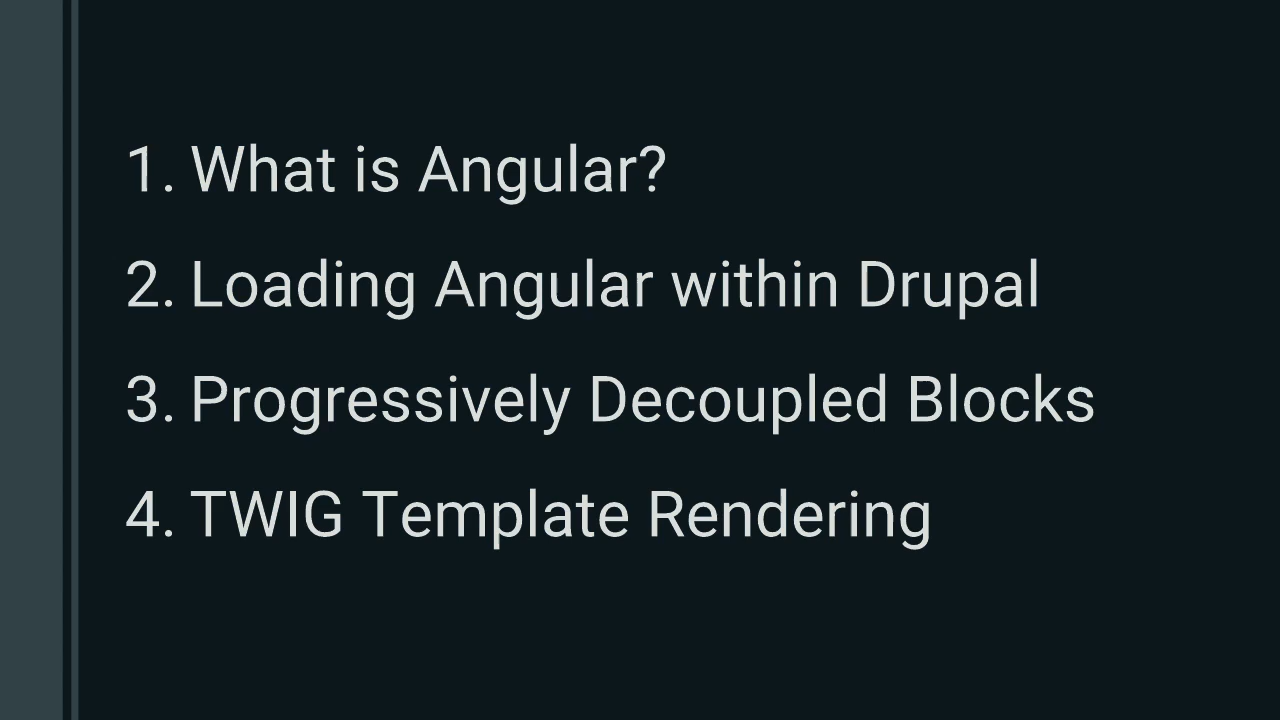 1. What is Angular?
2. Loading Angular within Drupal
3. Progressively Decoupled Blocks
4. TWIG Template Rendering